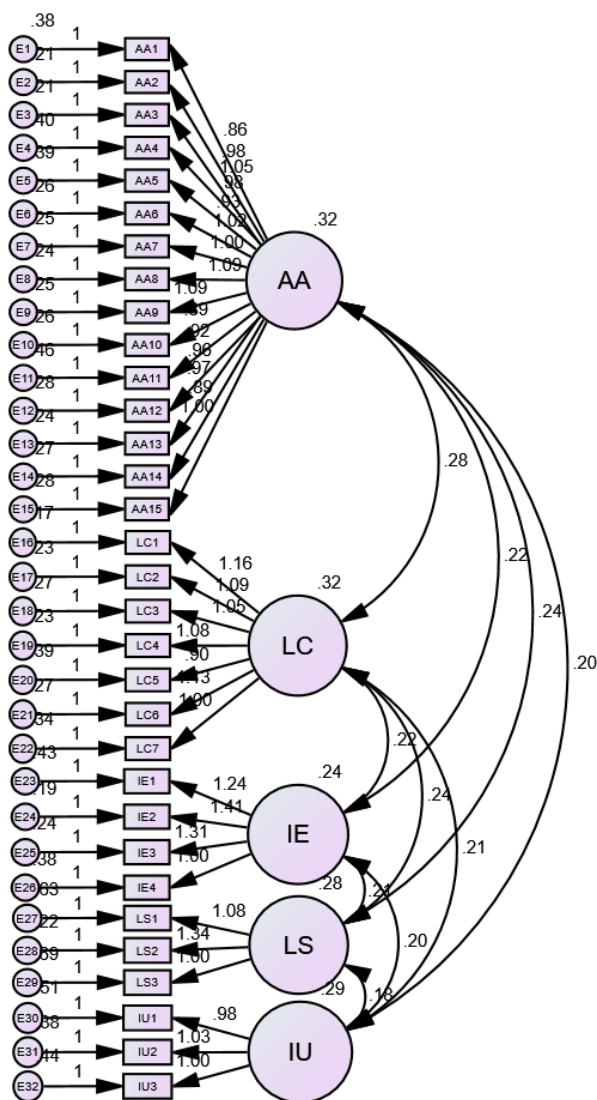 .38
E1 1 AA1
21
E2 1 AA2
21
E3 1 AA3
40
E4 1 AA4
39
E5 1 AA5
26
E6 1 AA6
25
E7 1 AA7
24
E8 1 AA8
25
E9 1 AA9
26
E10 1 AA10
46
E11 1 AA11
28
E12 1 AA12
24
E13 1 AA13
27
E14 1 AA14
28
E15 1 AA15
17
E16 1 LC1
23
E17 1 LC2
27
E18 1 LC3
23
E19 1 LC4
39
E20 1 LC5
27
E21 1 LC6
34
E22 1 LC7
43
E23 1 IE1
.19
E24 1 IE2
.24
E25 1 IE3
.38
E26 1 IE4
63
E27 1 LS1
22
E28 1 LS2
69
E29 1 LS3
51
E30 1 IU1
38
E31 1 IU2
44
E32 1 IU3
.86
.98
1.05
.98
.93
1.02
1.00
1.09
1.09
.89
.92
.96
.97
.89
1.00
.32
AA
1.16
1.09
1.05
1.08
.90
1.13
1.00
.32
LC
1.24
1.41
1.31
1.00
.24
IE
1.08
1.34
1.00
.28
LS
.98
1.03
1.00
.29
IU
.28
.22
.24
.20
.22
.24
.21
.21
.20
.18